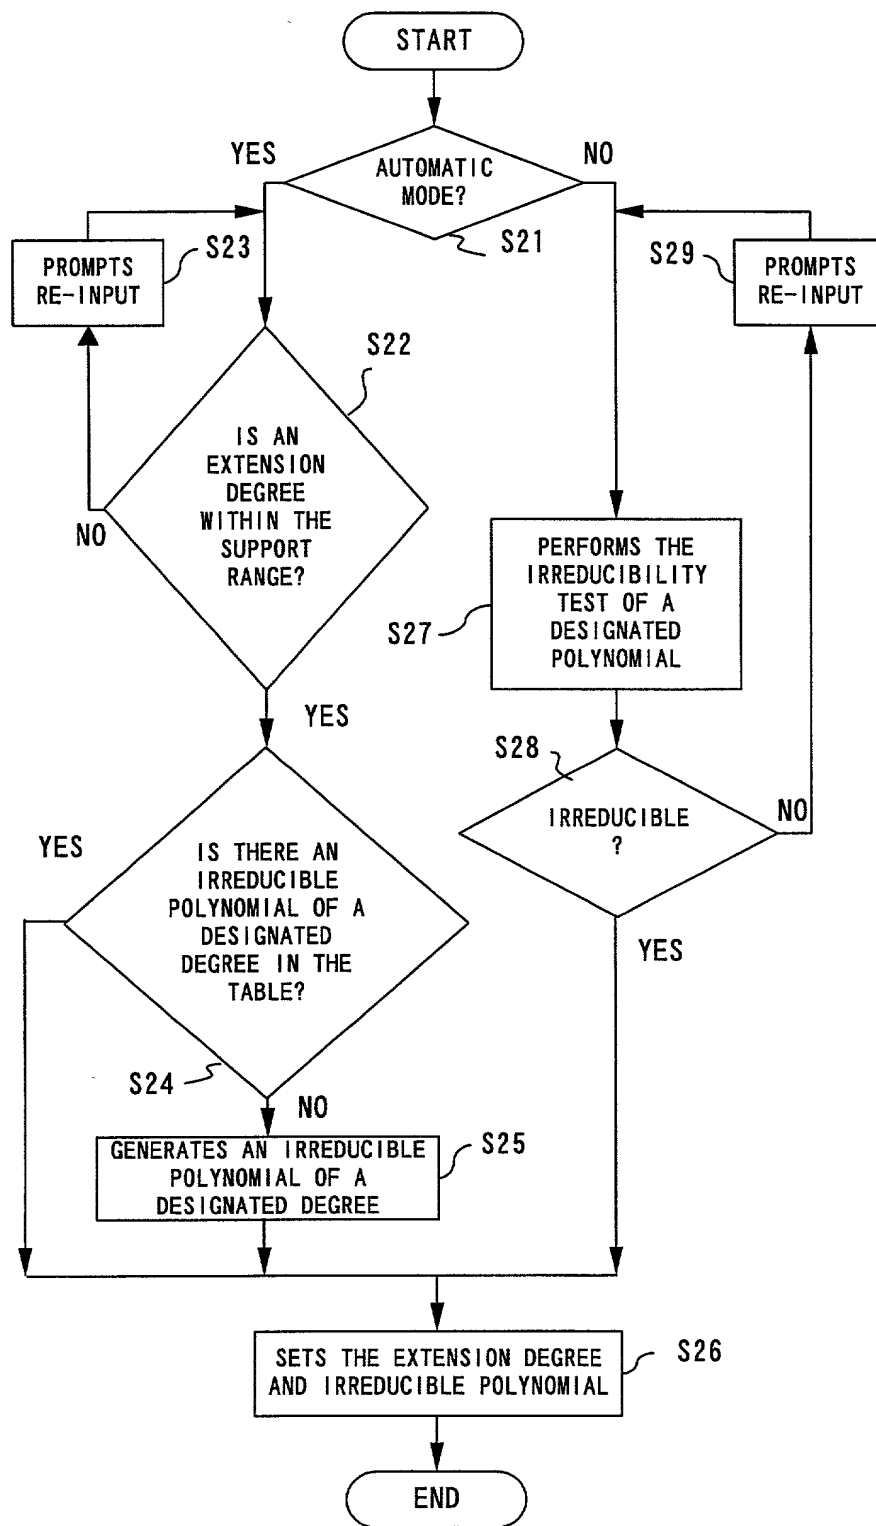 START
YES
AUTOMATIC
MODE?
NO
S21
S23
PROMPTS
RE-INPUT
S29
PROMPTS
RE-INPUT
S22
IS AN
EXTENSION
DEGREE
WITHIN THE
SUPPORT
RANGE?
NO
YES
PERFORMS THE
IRREDUCIBILITY
TEST OF A
DESIGNATED
POLYNOMIAL
S27
S28
IRREDUCIBLE
?
NO
YES
YES
IS THERE AN
IRREDUCIBLE
POLYNOMIAL OF A
DESIGNATED
DEGREE IN THE
TABLE?
S24
NO
GENERATES AN IRREDUCIBLE
POLYNOMIAL OF A
DESIGNATED DEGREE
S25
SETS THE EXTENSION DEGREE
AND IRREDUCIBLE POLYNOMIAL
S26
END